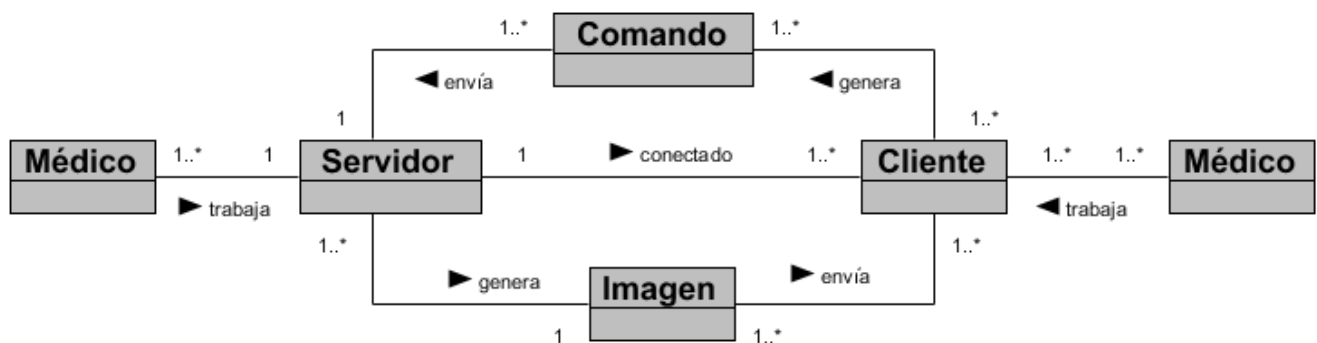 1..*
Comando
1..*
envía
genera
1
1..*
Médico
1..*
1
Servidor
1
conectado
1..*
Cliente
1..*
1..*
Médico
trabaja
trabaja
1..*
1..*
genera
Imagen
envía
1
1..*